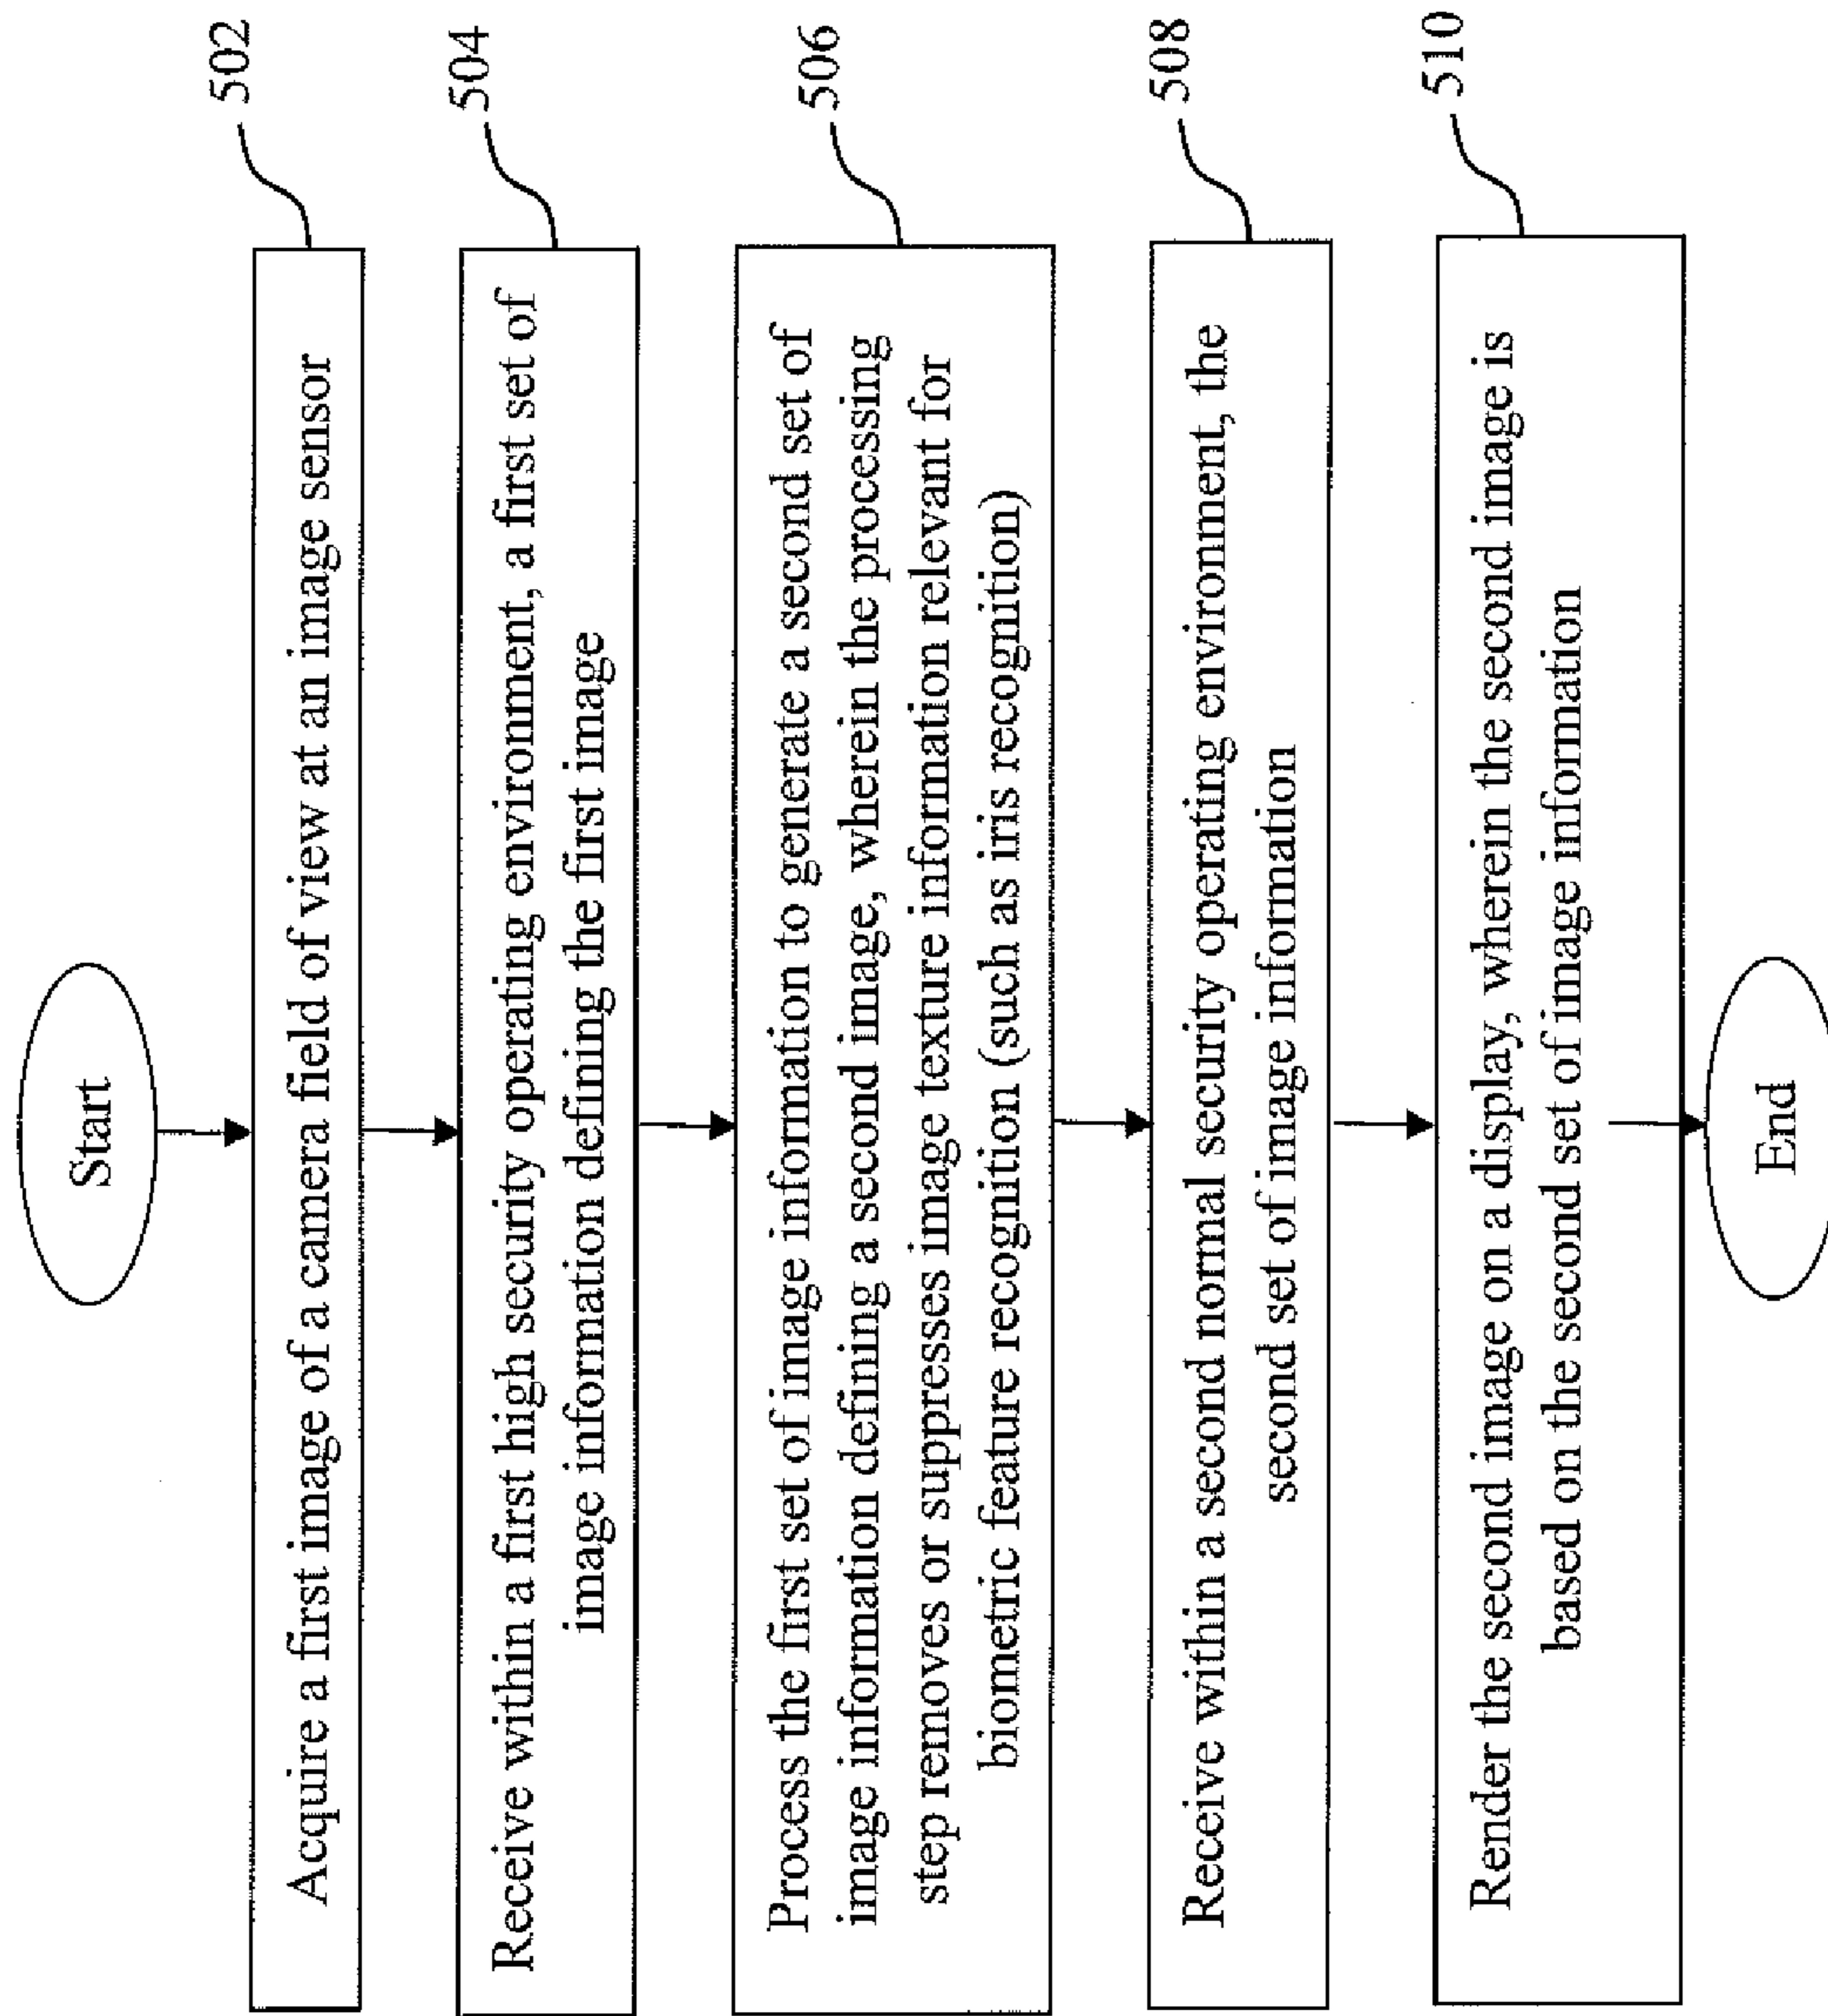 Start
502
Acquire a first image of a camera field of view at an image sensor
504
Receive within a first high security operating environment, a first set of
image information defining the first image
506
Process the first set of image information to generate a second set of
image information defining a second image, wherein the processing
step removes or suppresses image texture information relevant for
biometric feature recognition (such as iris recognition)
508
Receive within a second normal security operating environment, the
second set of image information
510
Render the second image on a display, wherein the second image is
based on the second set of image information
End